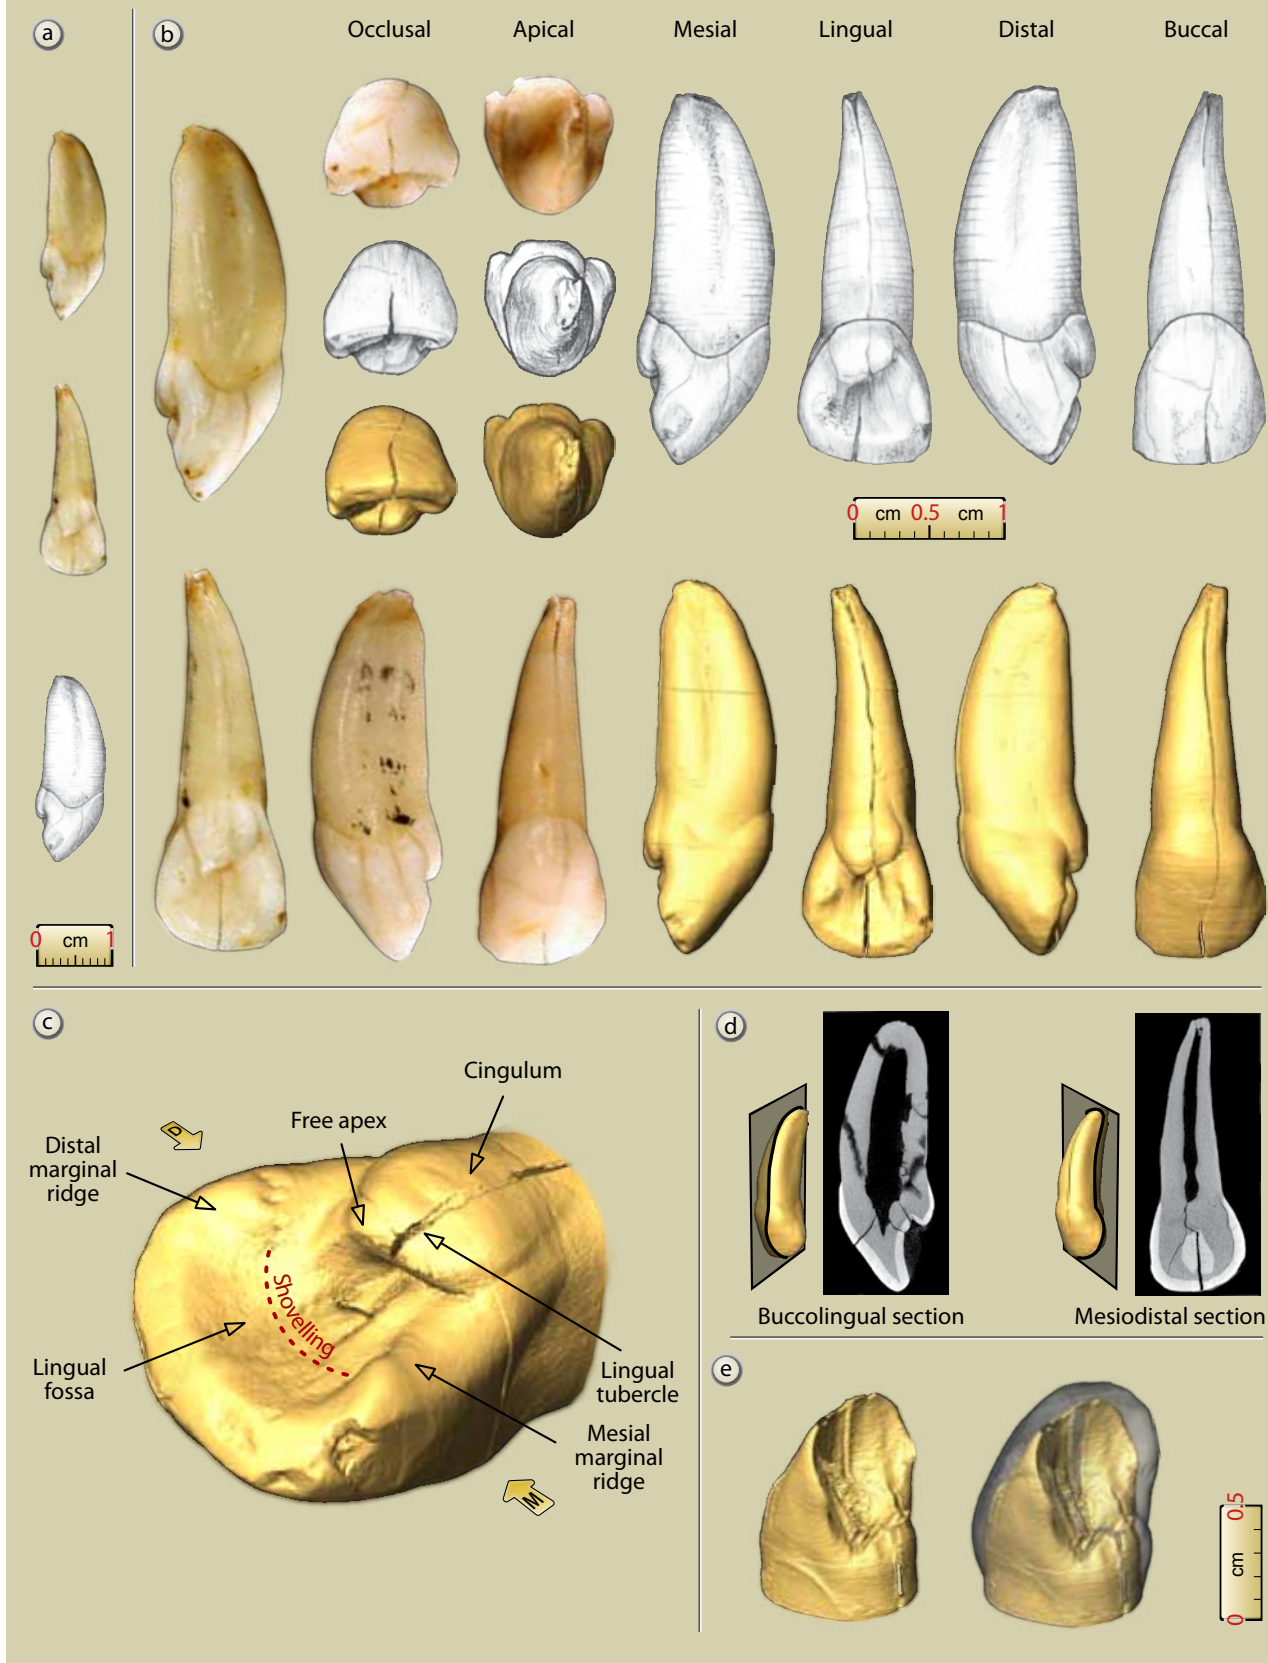 a
b
Occlusal
Apical
Mesial
Lingual
Distal
Buccal
0 cm 0.5 cm 1
0 cm 1
c
Cingulum
Free apex
D
Distal
marginal
ridge
Shovelling
Lingual
fossa
Lingual
tubercle
Mesial
marginal
ridge
M
d
Buccolingual section
Mesiodistal section
e
0.5
cm
0